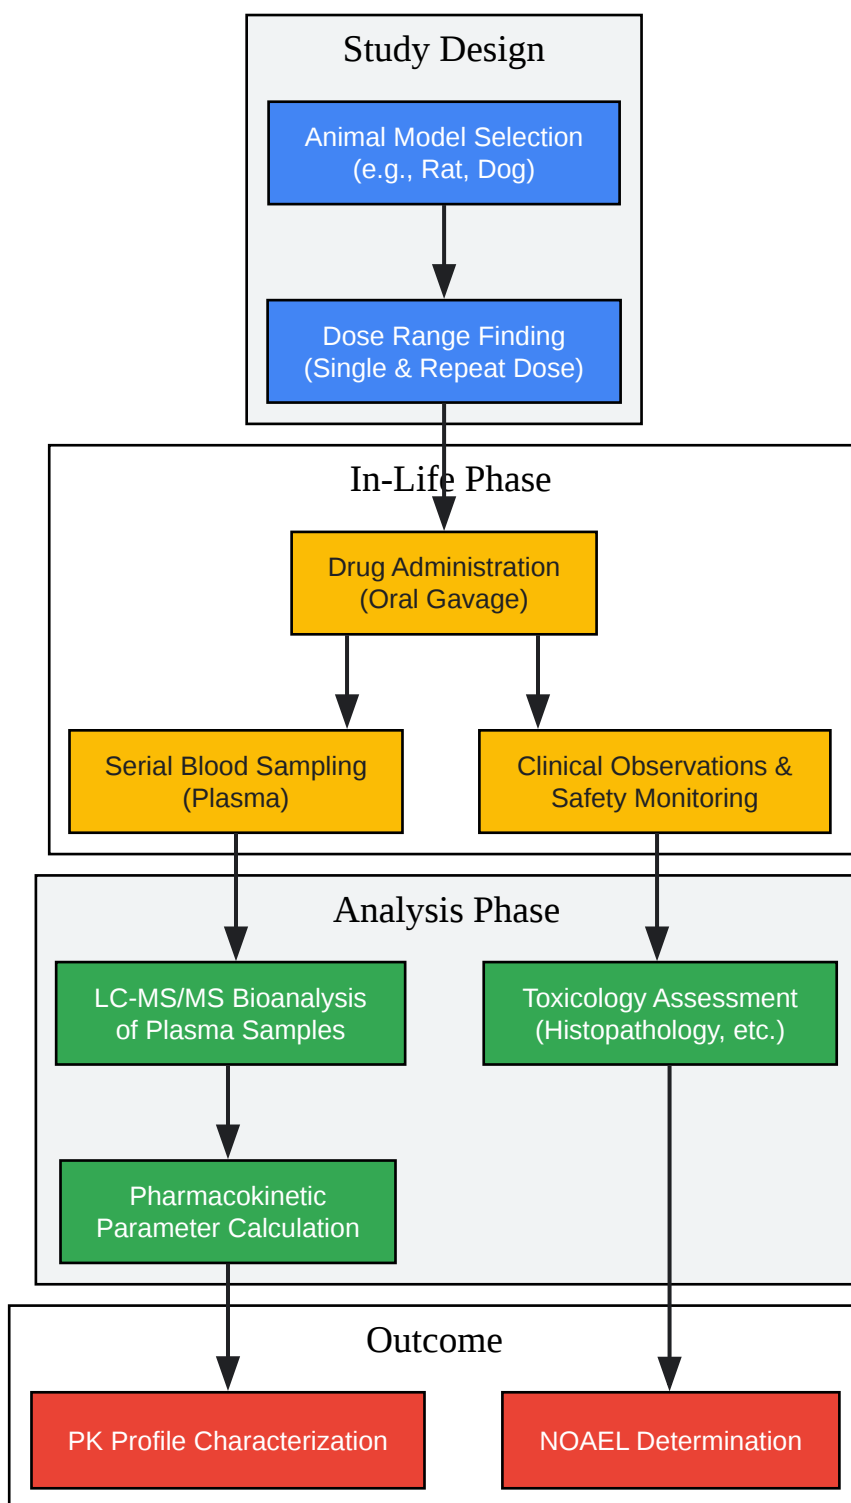 Study Design
Animal Model Selection
(e.g., Rat, Dog)
Dose Range Finding
(Single & Repeat Dose)
In-Life Phase
Drug Administration
(Oral Gavage)
Serial Blood Sampling
(Plasma)
Clinical Observations &
Safety Monitoring
Analysis Phase
LC-MS/MS Bioanalysis
of Plasma Samples
Toxicology Assessment
(Histopathology, etc.)
Pharmacokinetic
Parameter Calculation
Outcome
PK Profile Characterization
NOAEL Determination